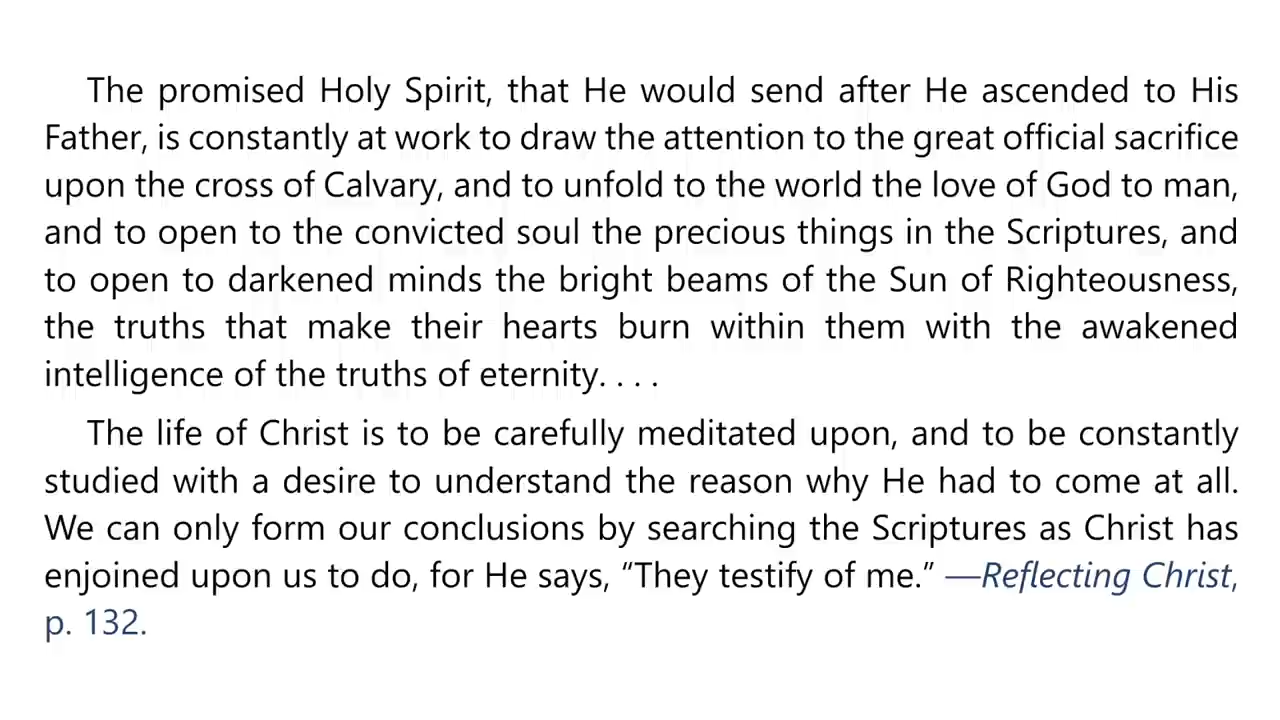 The promised Holy Spirit, that He would send after He ascended to His
Father, is constantly at work to draw the attention to the great official sacrifice
upon the cross of Calvary, and to unfold to the world the love of God to man,
and to open to the convicted soul the precious things in the Scriptures, and
to open to darkened minds the bright beams of the Sun of Righteousness,
the truths that make their hearts burn within them with the awakened
intelligence of the truths of eternity. . . .
The life of Christ is to be carefully meditated upon, and to be constantly
studied with a desire to understand the reason why He had to come at all.
We can only form our conclusions by searching the Scriptures as Christ has
enjoined upon us to do, for He says, “They testify of me.” —Reflecting Christ,
p. 132.